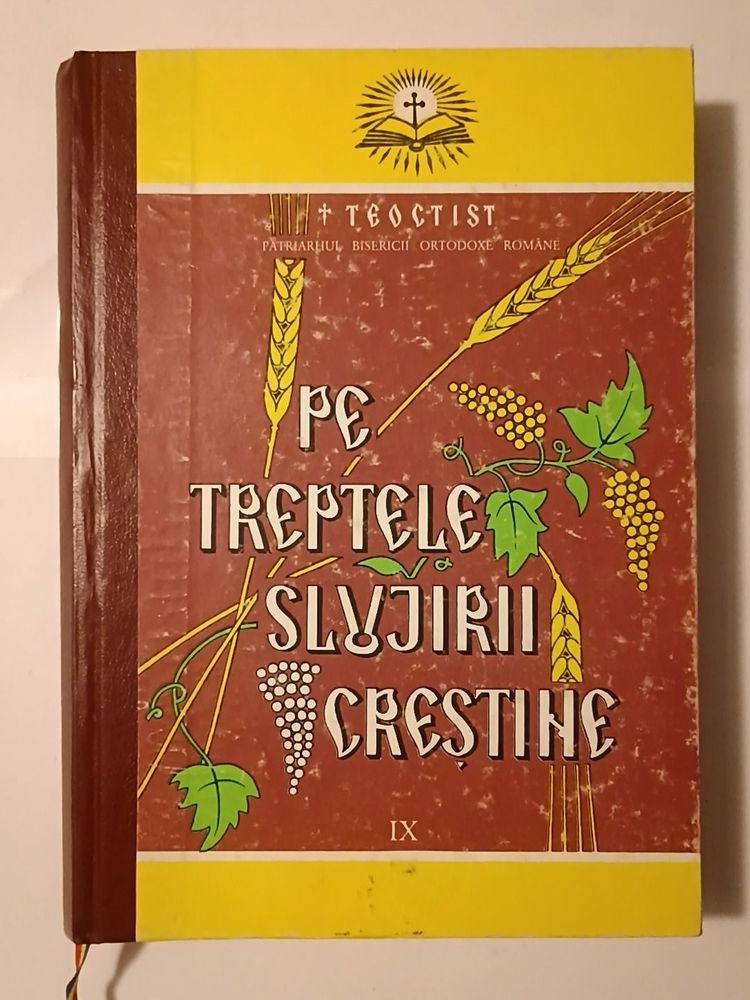 † TEOCTIST
PATRIARHUL BISERICII ORTODOXE ROMÂNE
PE
TREPTELE
SLUJIRII
CREȘTINE
IX